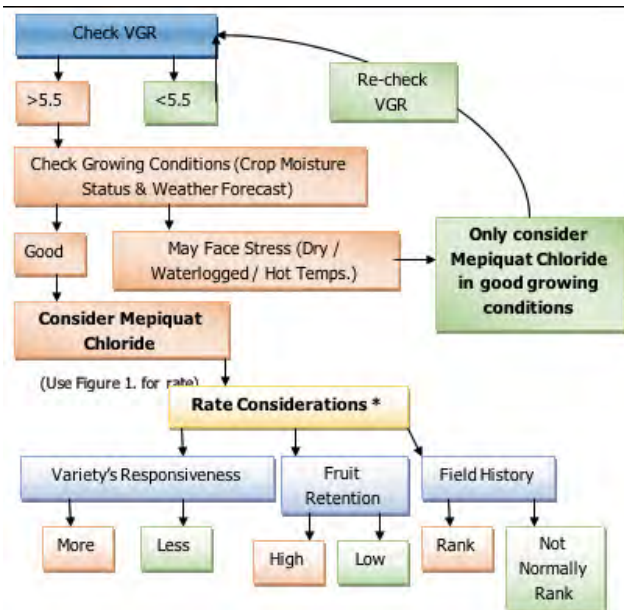 Check VGR
>5.5
<5.5
Re-check
VGR
Check Growing Conditions (Crop Moisture
Status & Weather Forecast)
Good
May Face Stress (Dry /
Waterlogged / Hot Temps.)
Only consider
Mepiquat Chloride
in good growing
conditions
Consider Mepiquat
Chloride
(Use Figure 1. for rate)
Rate Considerations *
Variety's Responsiveness
Fruit
Retention
Field History
More
Less
High
Low
Rank
Not
Normally
Rank